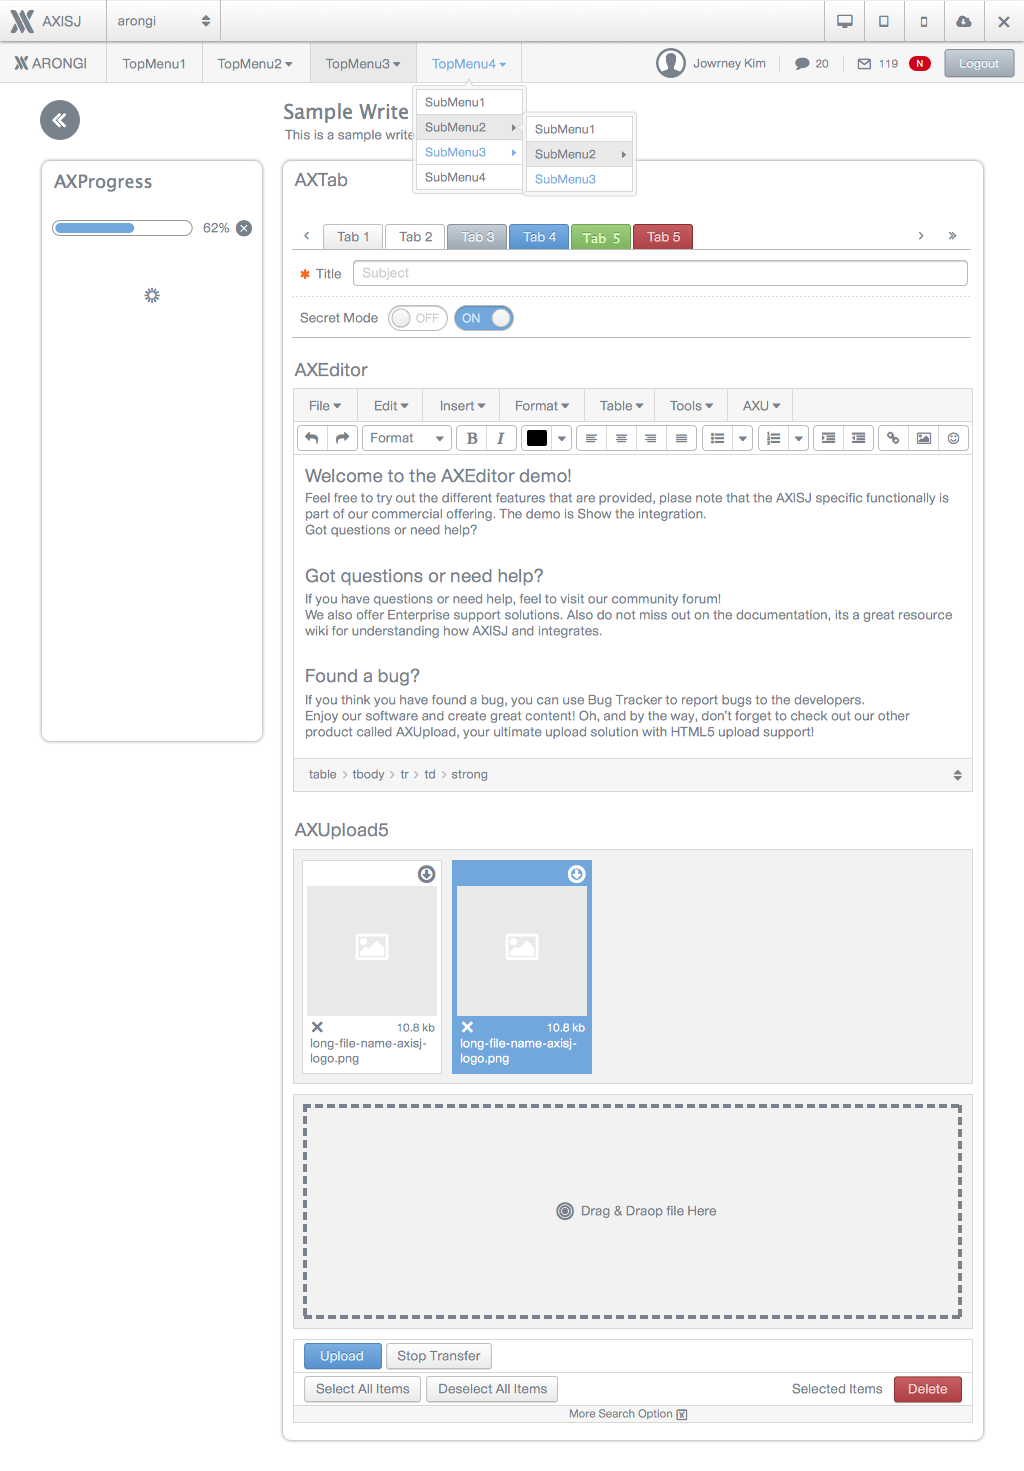 AXISJ arongi
ARONGI TopMenu1 TopMenu2 TopMenu3 TopMenu4 Jowrney Kim 20 119 N Logout
Sample Write
This is a sample write
SubMenu1
SubMenu2
SubMenu3
SubMenu4
SubMenu1
SubMenu2
SubMenu3
AXProgress
62%
AXTab
Tab 1 Tab 2 Tab 3 Tab 4 Tab 5 Tab 5
Title Subject
Secret Mode OFF ON
AXEditor
File Edit Insert Format Table Tools AXU
Format B I
Welcome to the AXEditor demo!
Feel free to try out the different features that are provided, plase note that the AXISJ specific functionally is
part of our commercial offering. The demo is Show the integration.
Got questions or need help?
Got questions or need help?
If you have questions or need help, feel to visit our community forum!
We also offer Enterprise support solutions. Also do not miss out on the documentation, its a great resource
wiki for understanding how AXISJ and integrates.
Found a bug?
If you think you have found a bug, you can use Bug Tracker to report bugs to the developers.
Enjoy our software and create great content! Oh, and by the way, don't forget to check out our other
product called AXUpload, your ultimate upload solution with HTML5 upload support!
table > tbody > tr > td > strong
AXUpload5
10.8 kb
long-file-name-axisj-
logo.png
10.8 kb
long-file-name-axisj-
logo.png
Drag & Draop file Here
Upload Stop Transfer
Select All Items Deselect All Items Selected Items Delete
More Search Option